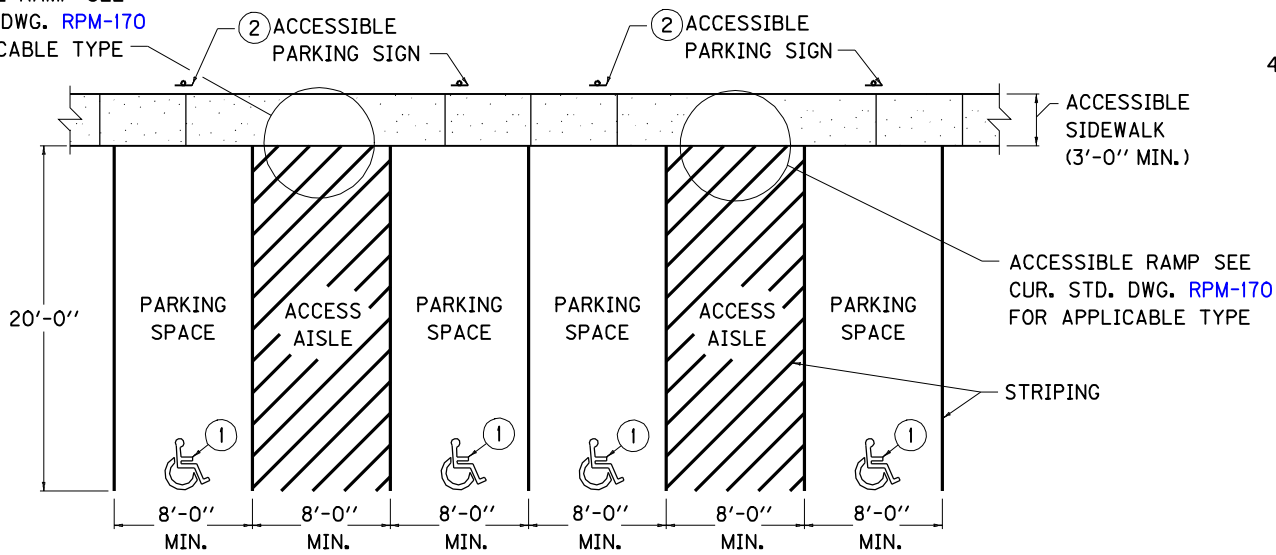 DWG. RPM-170
CABLE TYPE
2 ACCESSIBLE
PARKING SIGN
2 ACCESSIBLE
PARKING SIGN
4
ACCESSIBLE
SIDEWALK
(3'-0" MIN.)
ACCESSIBLE RAMP SEE
CUR. STD. DWG. RPM-170
FOR APPLICABLE TYPE
STRIPING
20'-0"
PARKING
SPACE
ACCESS
AISLE
PARKING
SPACE
PARKING
SPACE
ACCESS
AISLE
PARKING
SPACE
1
1
1
1
8'-0"
MIN.
8'-0"
MIN.
8'-0"
MIN.
8'-0"
MIN.
8'-0"
MIN.
8'-0"
MIN.